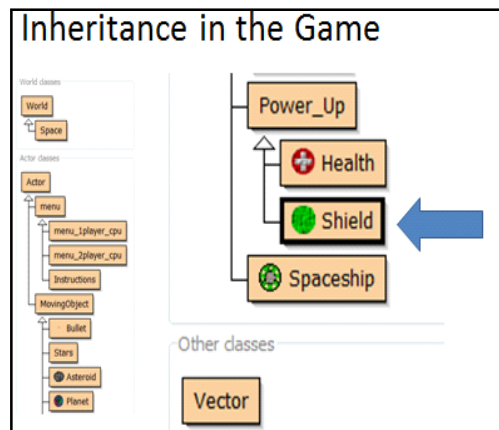 Inheritance in the Game
World classes
World
Space
Actor classes
Actor
menu
menu_1player_cpu
menu_2player_cpu
Instructions
MovingObject
Bullet
Stars
Asteroid
Planet
Power_Up
Health
Shield
Spaceship
Other classes
Vector